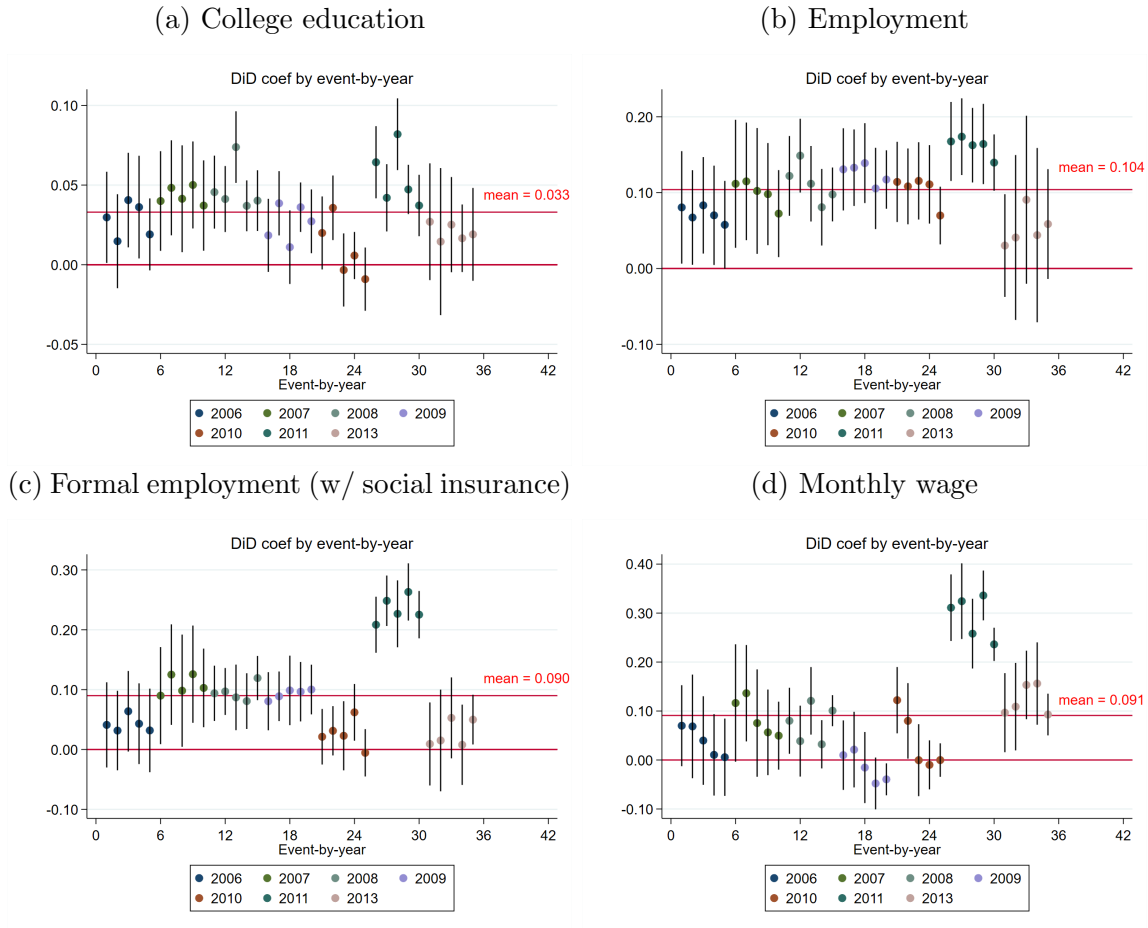 (a) College education
DiD coef by event-by-year
0.10
0.05
0.00
-0.05
mean = 0.033
0 6 12 18 24 30 36 42
Event-by-year
2006 2007 2008 2009
2010 2011 2013
(b) Employment
DiD coef by event-by-year
0.20
0.10
0.00
-0.10
mean = 0.104
0 6 12 18 24 30 36 42
Event-by-year
2006 2007 2008 2009
2010 2011 2013
(c) Formal employment (w/ social insurance)
DiD coef by event-by-year
0.30
0.20
0.10
0.00
-0.10
mean = 0.090
0 6 12 18 24 30 36 42
Event-by-year
2006 2007 2008 2009
2010 2011 2013
(d) Monthly wage
DiD coef by event-by-year
0.40
0.30
0.20
0.10
0.00
-0.10
mean = 0.091
0 6 12 18 24 30 36 42
Event-by-year
2006 2007 2008 2009
2010 2011 2013